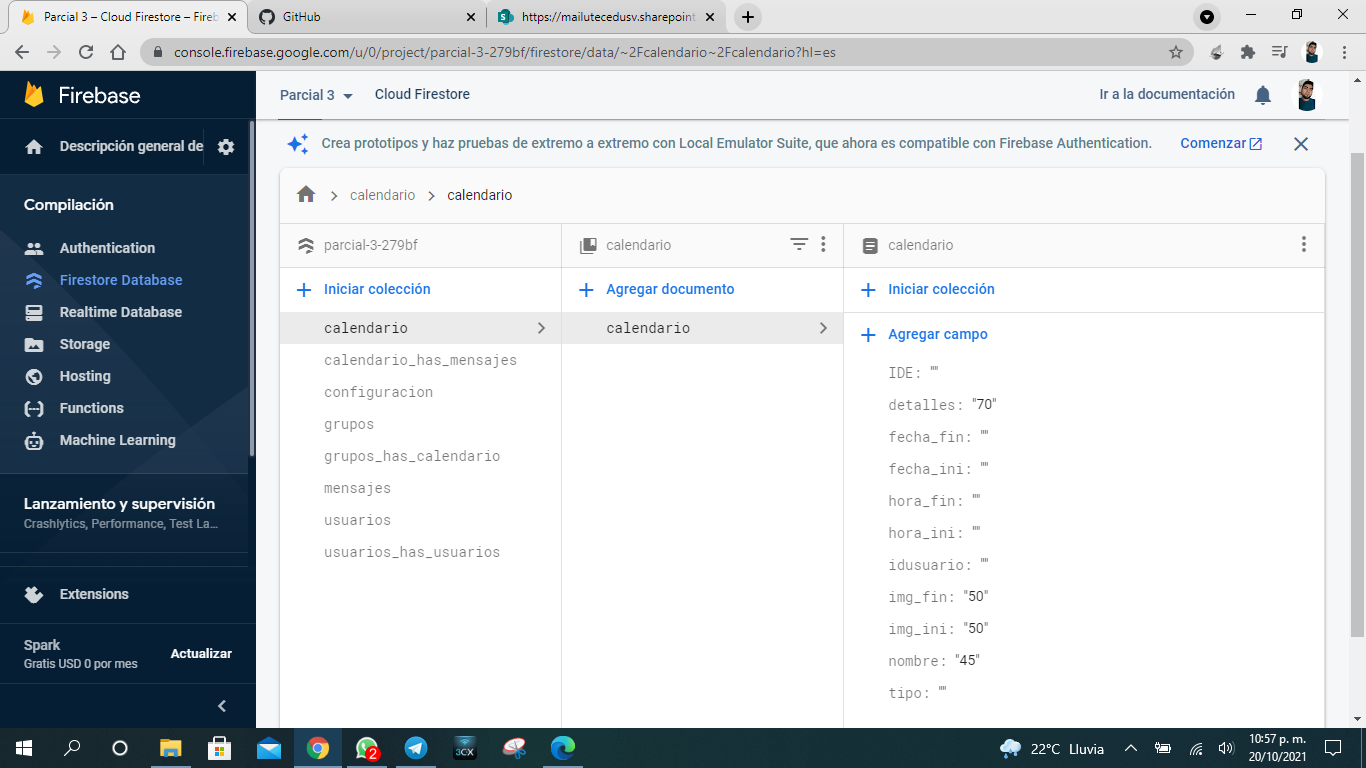 Parcial 3 – Cloud Firestore – Fireb
GitHub
https://mailutecedusv.sharepoint
console.firebase.google.com/u/0/project/parcial-3-279bf/firestore/data/~2Fcalendario~2Fcalendario?hl=es
Firebase
Parcial 3
Cloud Firestore
Ir a la documentación
Descripción general de
Crea prototipos y haz pruebas de extremo a extremo con Local Emulator Suite, que ahora es compatible con Firebase Authentication.
Comenzar
Compilación
Authentication
Firestore Database
Realtime Database
Storage
Hosting
Functions
Machine Learning
Lanzamiento y supervisión
Crashlytics, Performance, Test La...
Extensions
Spark
Gratis USD 0 por mes
Actualizar
calendario
calendario
parcial-3-279bf
Iniciar colección
calendario
calendario_has_mensajes
configuracion
grupos
grupos_has_calendario
mensajes
usuarios
usuarios_has_usuarios
calendario
Agregar documento
calendario
calendario
Iniciar colección
Agregar campo
IDE: ""
detalles: "70"
fecha_fin: ""
fecha_ini: ""
hora_fin: ""
hora_ini: ""
idusuario: ""
img_fin: "50"
img_ini: "50"
nombre: "45"
tipo: ""
2
3CX
22°C Lluvia
10:57 p. m.
20/10/2021